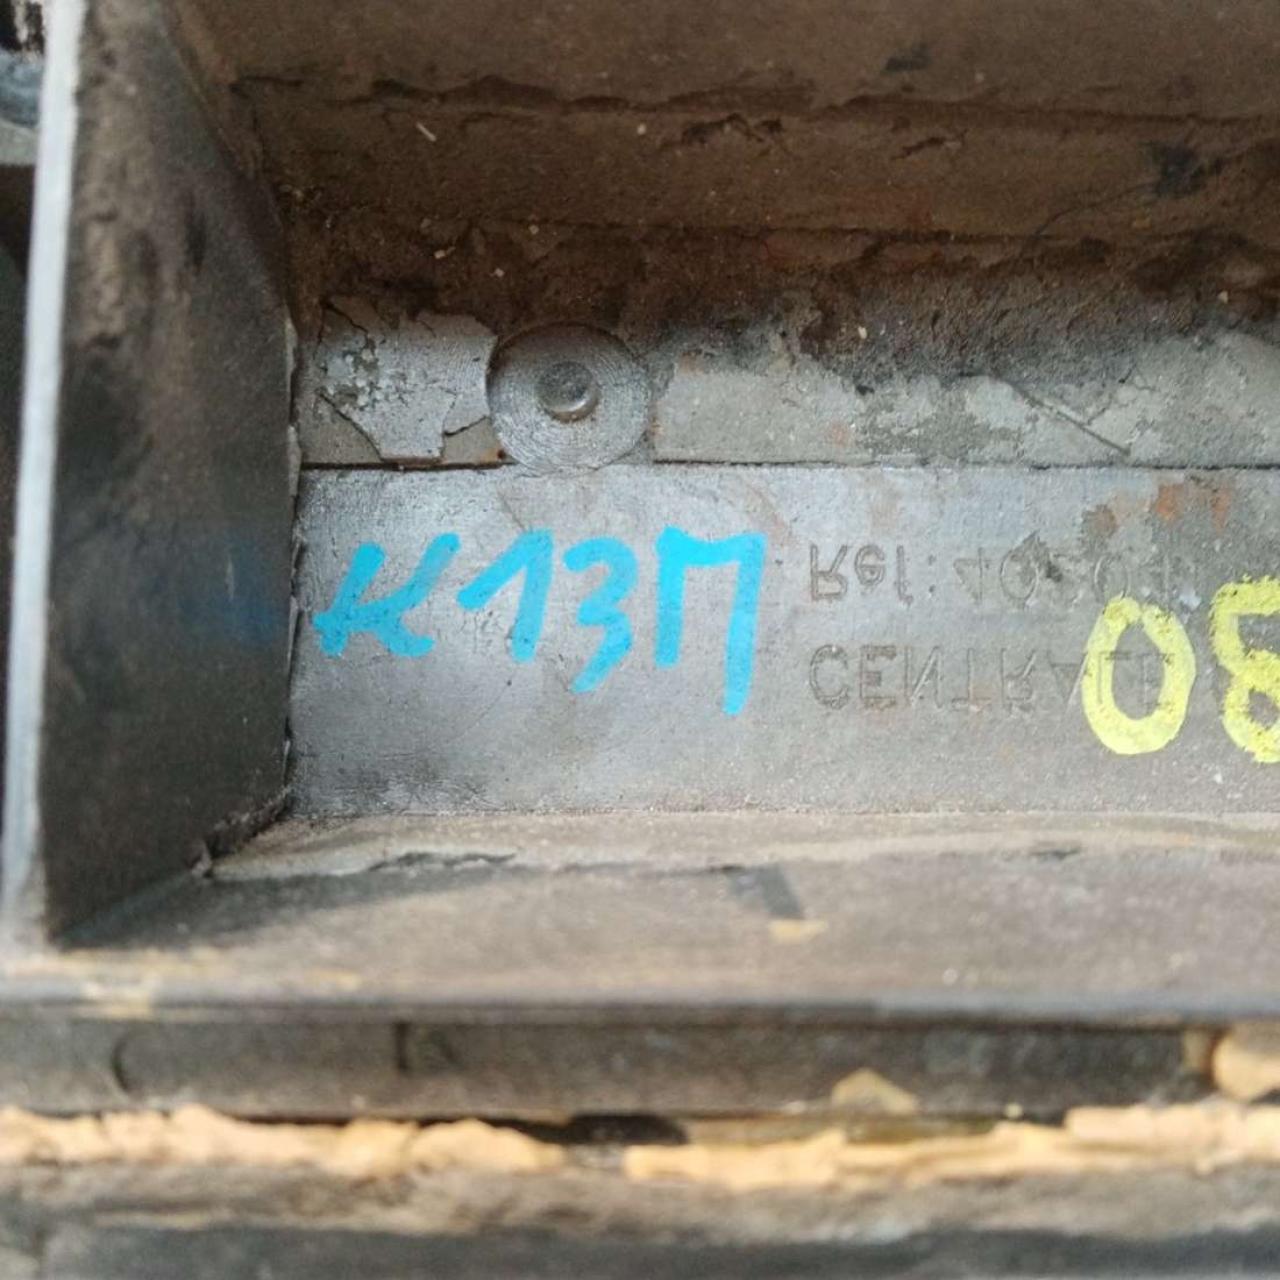 К13П
Ref:
CENTRAL
08